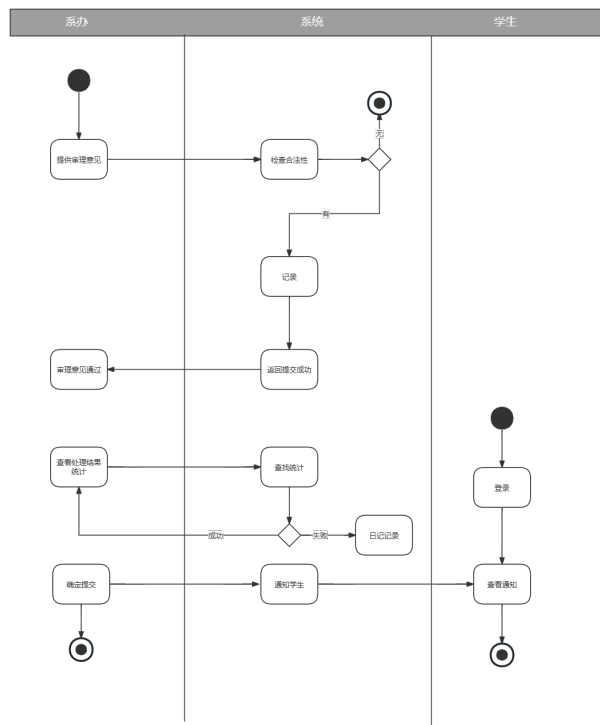 系办
系统
学生
提供审理意见
检查合法性
无
有
记录
审理意见通过
返回提交成功
查看处理结果
统计
查找统计
登录
成功
失败
日记记录
确定提交
通知学生
查看通知